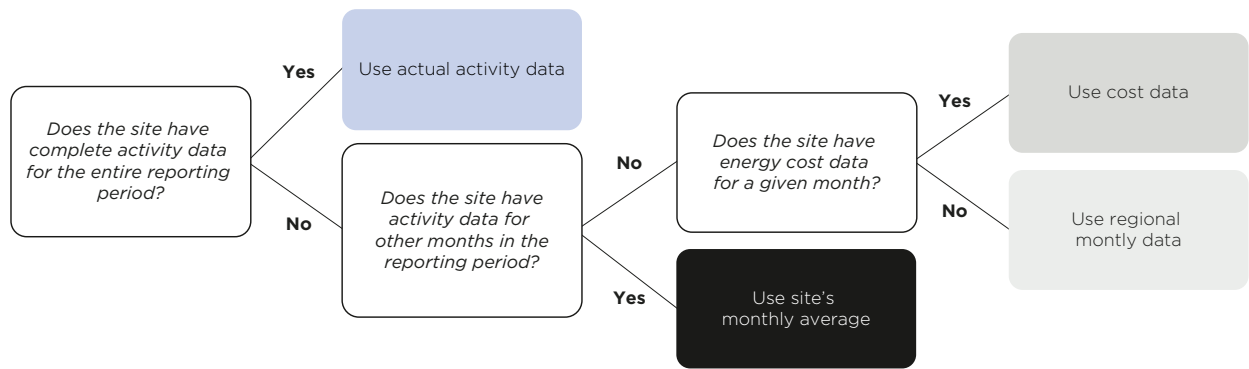 Does the site have
complete activity data
for the entire reporting
period?
Yes
Use actual activity data
No
Does the site have
activity data for
other months in the
reporting period?
No
Does the site have
energy cost data
for a given month?
Yes
Use cost data
No
Use regional
montly data
Yes
Use site’s
monthly average